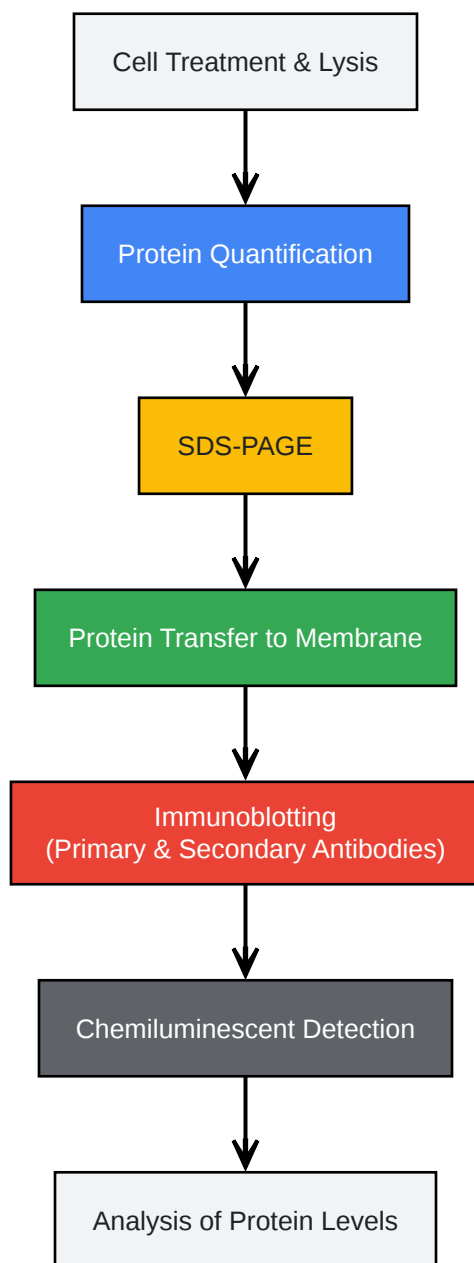 Cell Treatment & Lysis
Protein Quantification
SDS-PAGE
Protein Transfer to Membrane
Immunoblotting
(Primary & Secondary Antibodies)
Chemiluminescent Detection
Analysis of Protein Levels